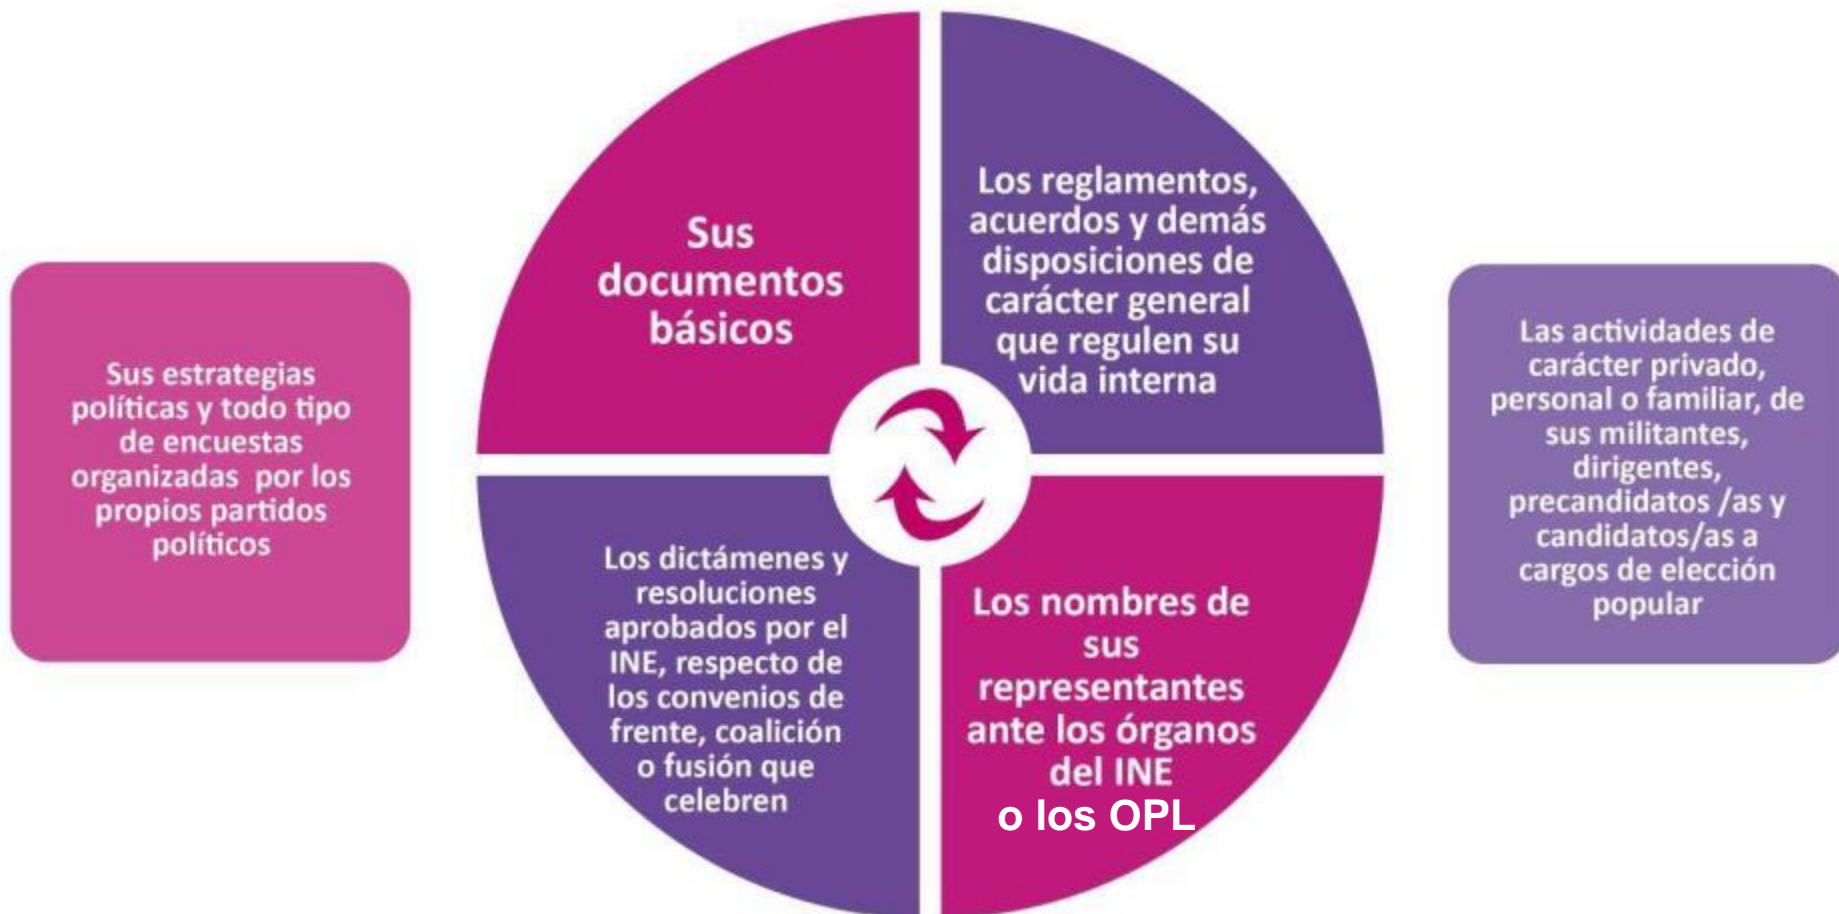 Sus estrategias
políticas y todo tipo
de encuestas
organizadas por los
propios partidos
políticos
Sus
documentos
básicos
Los reglamentos,
acuerdos y demás
disposiciones de
carácter general
que regulen su
vida interna
Los dictámenes y
resoluciones
aprobados por el
INE, respecto de
los convenios de
frente, coalición
o fusión que
celebren
Los nombres de
sus
representantes
ante los órganos
del INE
o los OPL
Las actividades de
carácter privado,
personal o familiar, de
sus militantes,
dirigentes,
precandidatos /as y
candidatos/as a
cargos de elección
popular